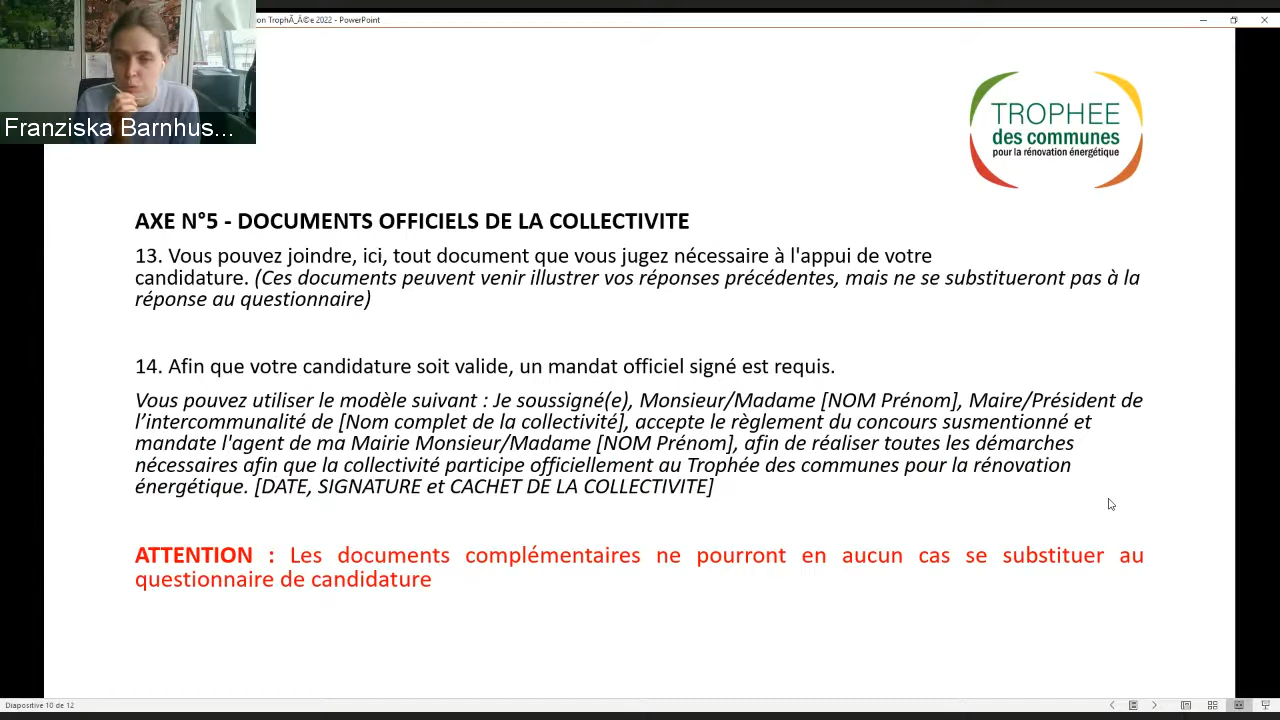 ion TrophÃ_Ã©e 2022 - PowerPoint
Franziska Barnhus...
TROPHEE
des communes
pour la rénovation énergétique
AXE N°5 - DOCUMENTS OFFICIELS DE LA COLLECTIVITE
13. Vous pouvez joindre, ici, tout document que vous jugez nécessaire à l'appui de votre
candidature. (Ces documents peuvent venir illustrer vos réponses précédentes, mais ne se substitueront pas à la
réponse au questionnaire)
14. Afin que votre candidature soit valide, un mandat officiel signé est requis.
Vous pouvez utiliser le modèle suivant : Je soussigné(e), Monsieur/Madame [NOM Prénom], Maire/Président de
l’intercommunalité de [Nom complet de la collectivité], accepte le règlement du concours susmentionné et
mandate l'agent de ma Mairie Monsieur/Madame [NOM Prénom], afin de réaliser toutes les démarches
nécessaires afin que la collectivité participe officiellement au Trophée des communes pour la rénovation
énergétique. [DATE, SIGNATURE et CACHET DE LA COLLECTIVITE]
ATTENTION : Les documents complémentaires ne pourront en aucun cas se substituer au
questionnaire de candidature
Diapositive 10 de 12